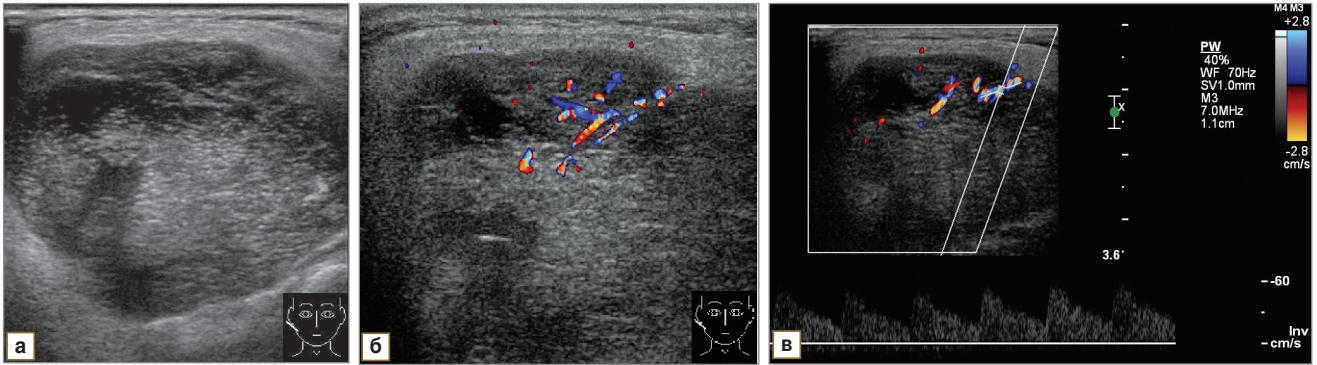 M4 M3
+2.8
PW
40%
WF 70Hz
SV1.0mm
M3
7.0MHz
1.1cm
x
-2.8
cm/s
3.6
-60
Inv
cm/s
а
б
в